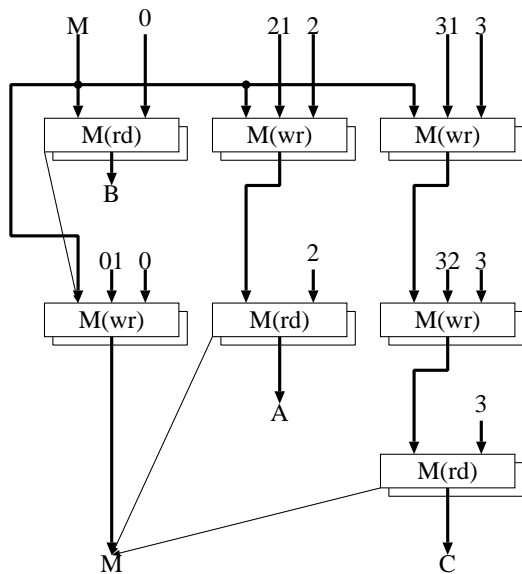 M 0 21 2 31 3
M(rd) M(wr) M(wr)
B
01 0 2 32 3
M(wr) M(rd) M(wr)
A
3
M(rd)
M C